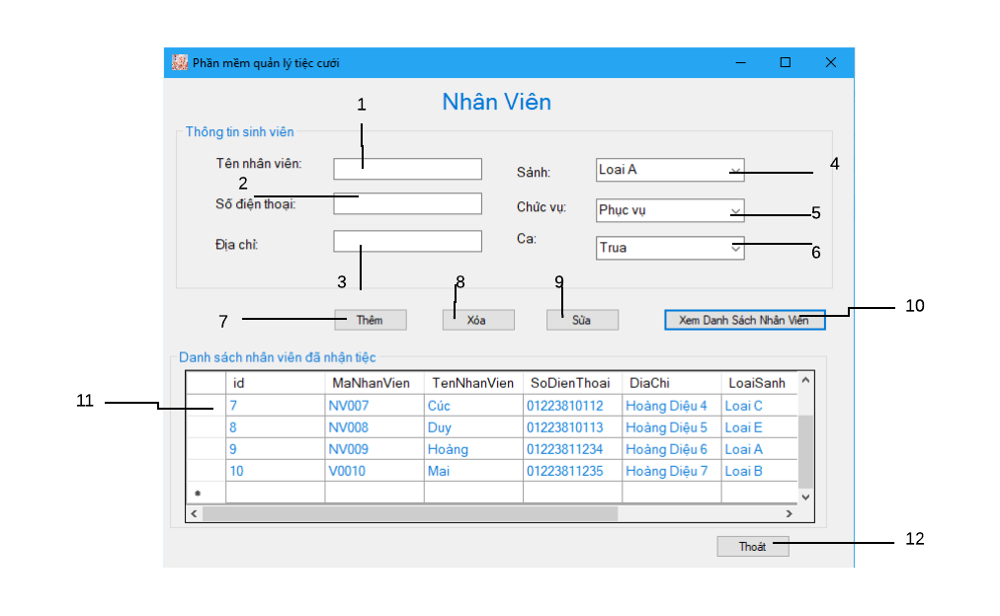 Phần mềm quản lý tiệc cưới
Nhân Viên
1
Thông tin sinh viên
Tên nhân viên:
Sảnh:
Loai A
4
2
Số điện thoại:
Chức vụ:
Phục vụ
5
Địa chỉ:
Ca:
Trua
6
3
8
9
7
Thêm
Xóa
Sửa
Xem Danh Sách Nhân Viên
10
Danh sách nhân viên đã nhận tiệc
id MaNhanVien TenNhanVien SoDienThoai DiaChi LoaiSanh
11
7 NV007 Cúc 01223810112 Hoàng Diệu 4 Loai C
8 NV008 Duy 01223810113 Hoàng Diệu 5 Loai E
9 NV009 Hoàng 01223811234 Hoàng Diệu 6 Loai A
10 V0010 Mai 01223811235 Hoàng Diệu 7 Loai B
*
Thoát
12